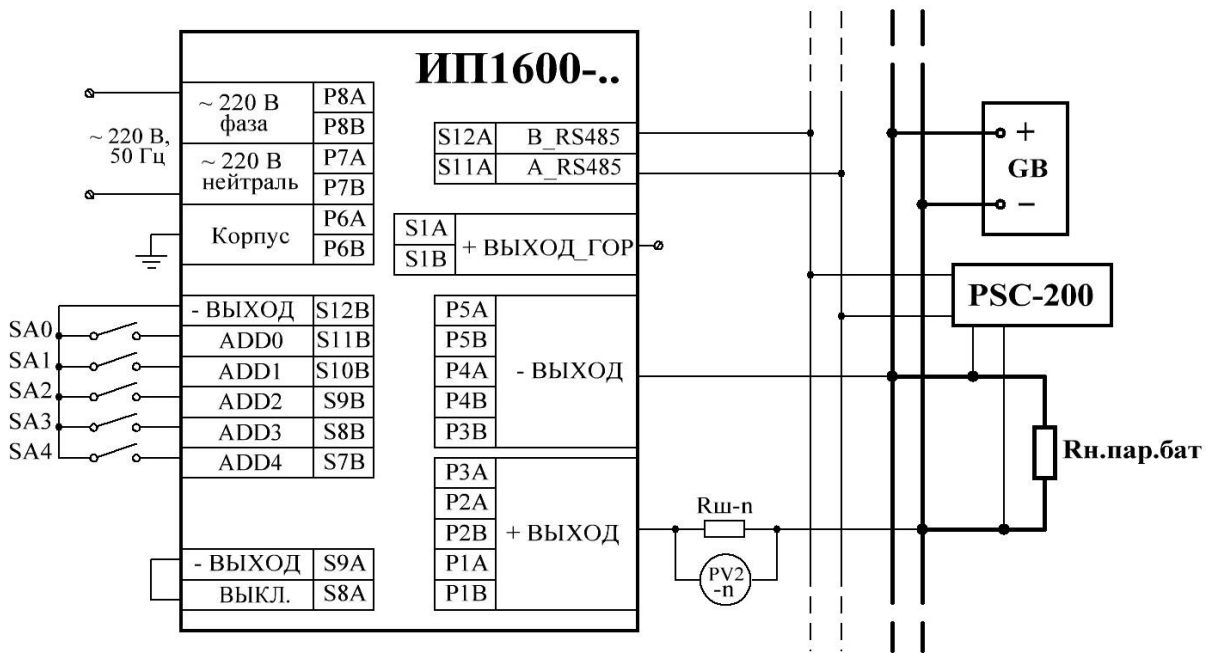 ИП1600-..
~ 220 В,
50 Гц
~ 220 В
фаза
P8A
P8B
~ 220 В
нейтраль
P7A
P7B
Корпус
P6A
P6B
S12A B_RS485
S11A A_RS485
S1A
S1B
+ ВЫХОД_ГОР
+
GB
−
PSC-200
SA0
SA1
SA2
SA3
SA4
- ВЫХОД S12B
ADD0 S11B
ADD1 S10B
ADD2 S9B
ADD3 S8B
ADD4 S7B
P5A
P5B
P4A
P4B
P3B
- ВЫХОД
Rн.пар.бат
P3A
P2A
P2B
P1A
P1B
+ ВЫХОД
Rш-n
PV2
-n
- ВЫХОД S9A
ВЫКЛ. S8A